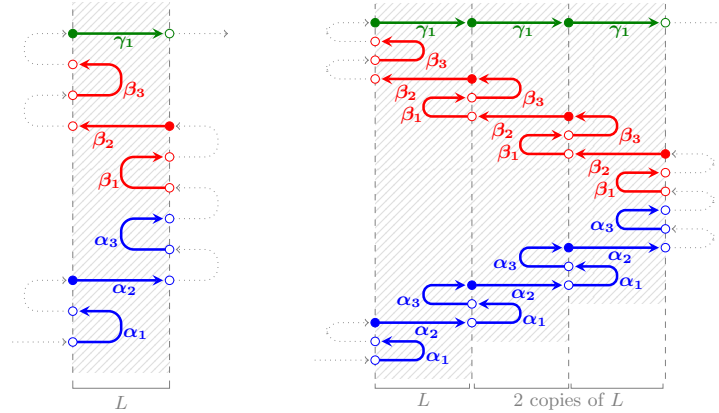 γ₁
β₃
β₂
β₁
α₃
α₂
α₁
L
γ₁ γ₁ γ₁
β₃
β₂ β₃
β₁
β₂ β₃
β₁
β₂
β₁
α₃
α₃ α₂
α₁
α₃ α₂
α₂ α₁
α₁
L 2 copies of L